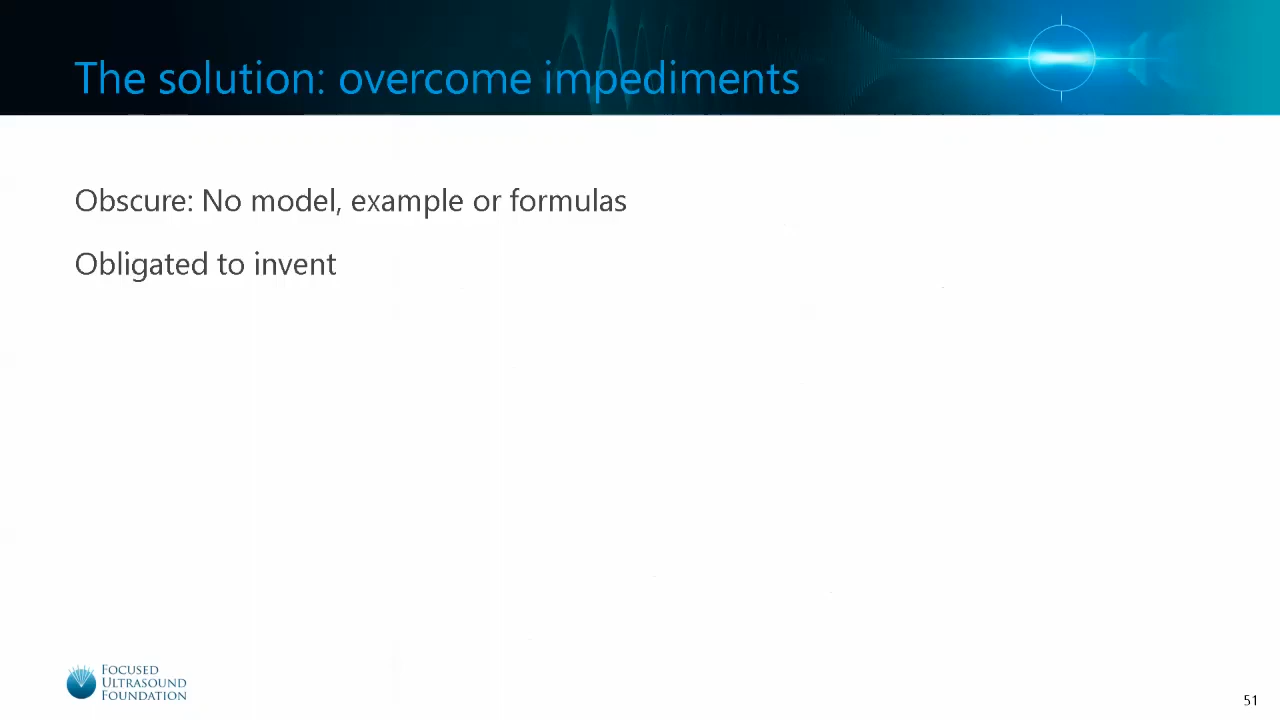 The solution: overcome impediments
Obscure: No model, example or formulas
Obligated to invent
FOCUSED
ULTRASOUND
FOUNDATION
51